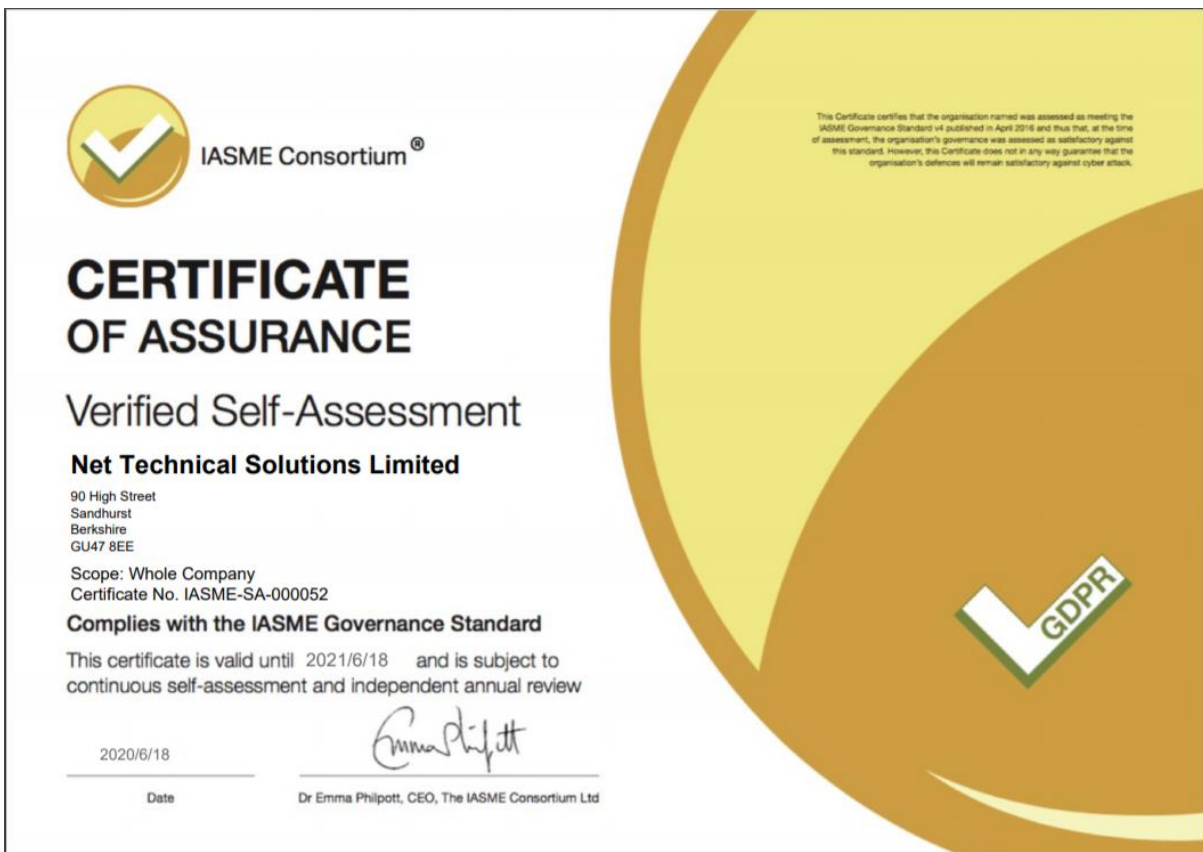 IASME Consortium®
This Certificate certifies that the organisation named was assessed as meeting the
IASME Governance Standard v4 published in April 2016 and thus that, at the time
of assessment, the organisation's governance was assessed as satisfactory against
this standard. However, this Certificate does not in any way guarantee that the
organisation's defences will remain satisfactory against cyber attack.
CERTIFICATE
OF ASSURANCE
Verified Self-Assessment
Net Technical Solutions Limited
90 High Street
Sandhurst
Berkshire
GU47 8EE
Scope: Whole Company
Certificate No. IASME-SA-000052
Complies with the IASME Governance Standard
This certificate is valid until 2021/6/18 and is subject to
continuous self-assessment and independent annual review
GDPR
Emma Philpott
2020/6/18
Date
Dr Emma Philpott, CEO, The IASME Consortium Ltd